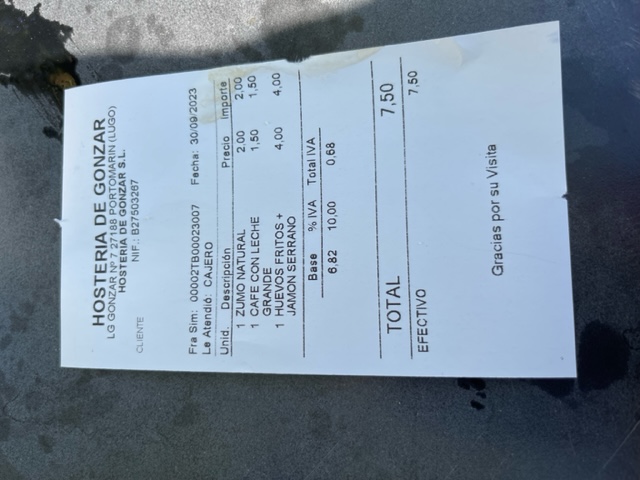 HOSTERIA DE GONZAR
LG GONZAR Nº 7 27188 PORTOMARIN (LUGO)
HOSTERIA DE GONZAR S.L.
NIF.: B27503267
CLIENTE
Fra Sim: 00002TB00023007 Fecha: 30/09/2023
Le Atendió: CAJERO
Unid. Descripción Precio Importe
1 ZUMO NATURAL 2,00 2,00
1 CAFE CON LECHE 1,50 1,50
GRANDE
1 HUEVOS FRITOS + 4,00 4,00
JAMON SERRANO
Base % IVA Total IVA
6,82 10,00 0,68
TOTAL 7,50
EFECTIVO 7,50
Gracias por su Visita